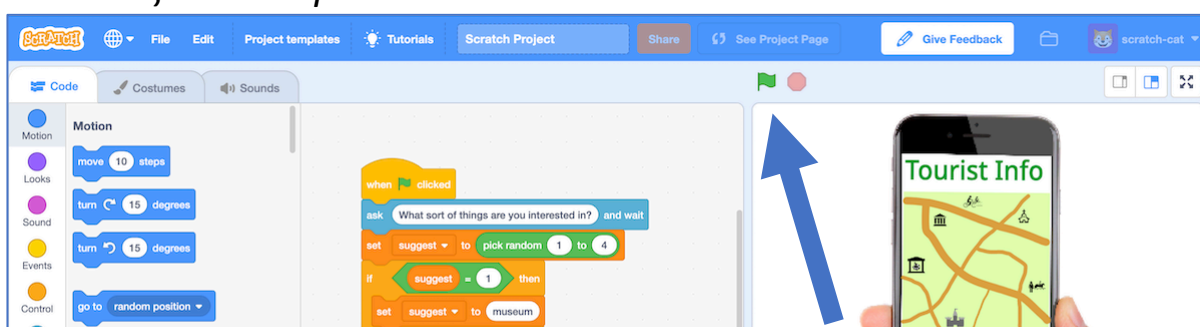 SCRATCH File Edit Project templates Tutorials Scratch Project Share See Project Page Give Feedback scratch-cat
Code Costumes Sounds
Motion
Motion
move 10 steps
Looks
turn 15 degrees
Sound
turn 15 degrees
Events
go to random position
Control
when clicked
ask What sort of things are you interested in? and wait
set suggest to pick random 1 to 4
if suggest = 1 then
set suggest to museum
Tourist Info